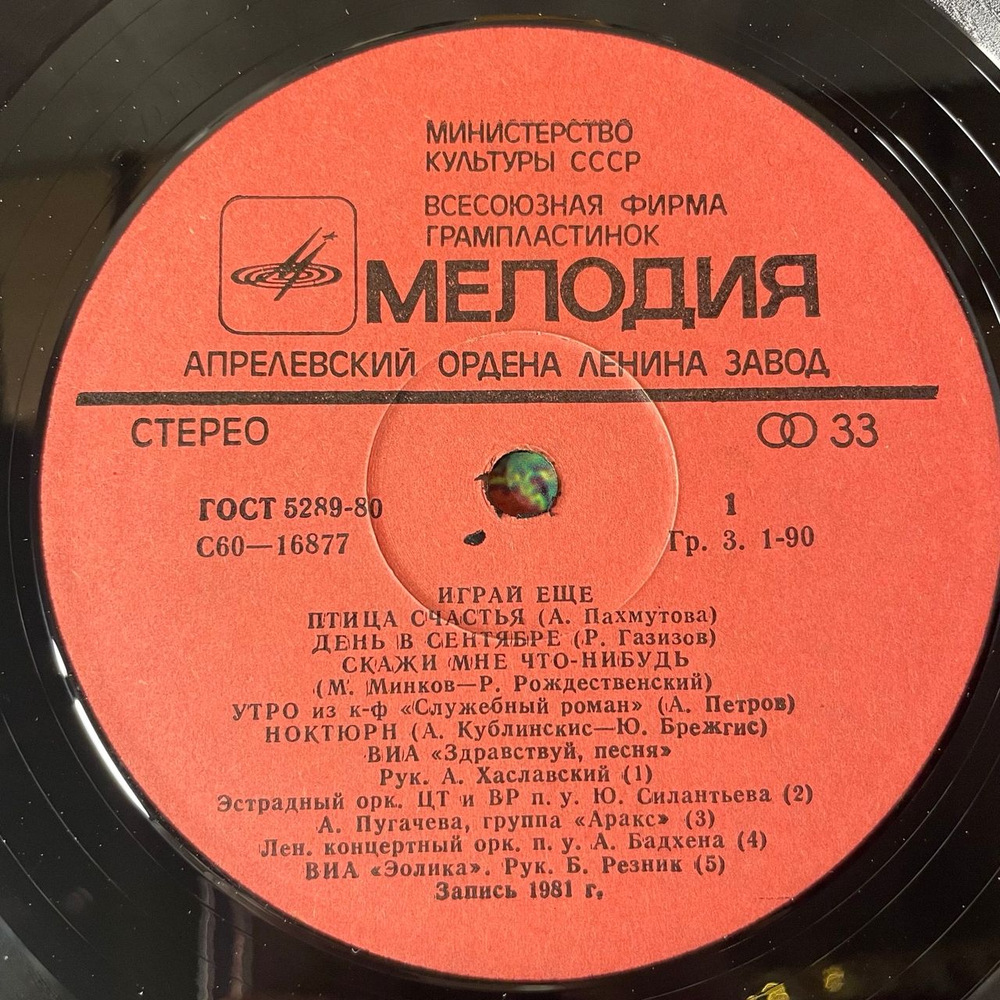 МИНИСТЕРСТВО
КУЛЬТУРЫ СССР
ВСЕСОЮЗНАЯ ФИРМА
ГРАМПЛАСТИНОК
МЕЛОДИЯ
АПРЕЛЕВСКИЙ ОРДЕНА ЛЕНИНА ЗАВОД
СТЕРЕО
33
ГОСТ 5289-80
1
С60—16877
Гр. 3. 1-90
ИГРАЙ ЕЩЕ
ПТИЦА СЧАСТЬЯ (А. Пахмутова)
ДЕНЬ В СЕНТЯБРЕ (Р. Газизов)
СКАЖИ МНЕ ЧТО-НИБУДЬ
(М. Минков—Р. Рождественский)
УТРО из к-ф «Служебный роман» (А. Петров)
НОКТЮРН (А. Кублинскис—Ю. Брежгис)
ВИА «Здравствуй, песня»
Рук. А. Хаславский (1)
Эстрадный орк. ЦТ и ВР п. у. Ю. Силантьева (2)
А. Пугачева, группа «Аракс» (3)
Лен. концертный орк. п. у. А. Бадхена (4)
ВИА «Эолика». Рук. Б. Резник (5)
Запись 1981 г.